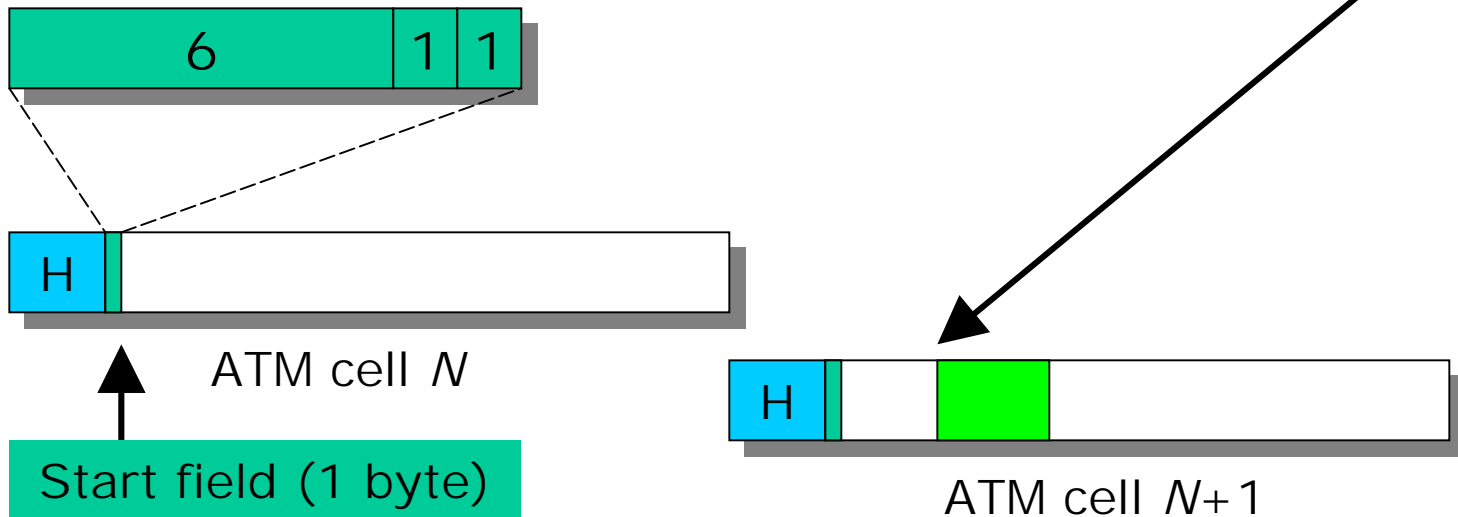 6 1 1
H
ATM cell N
H
Start field (1 byte)
ATM cell N+1